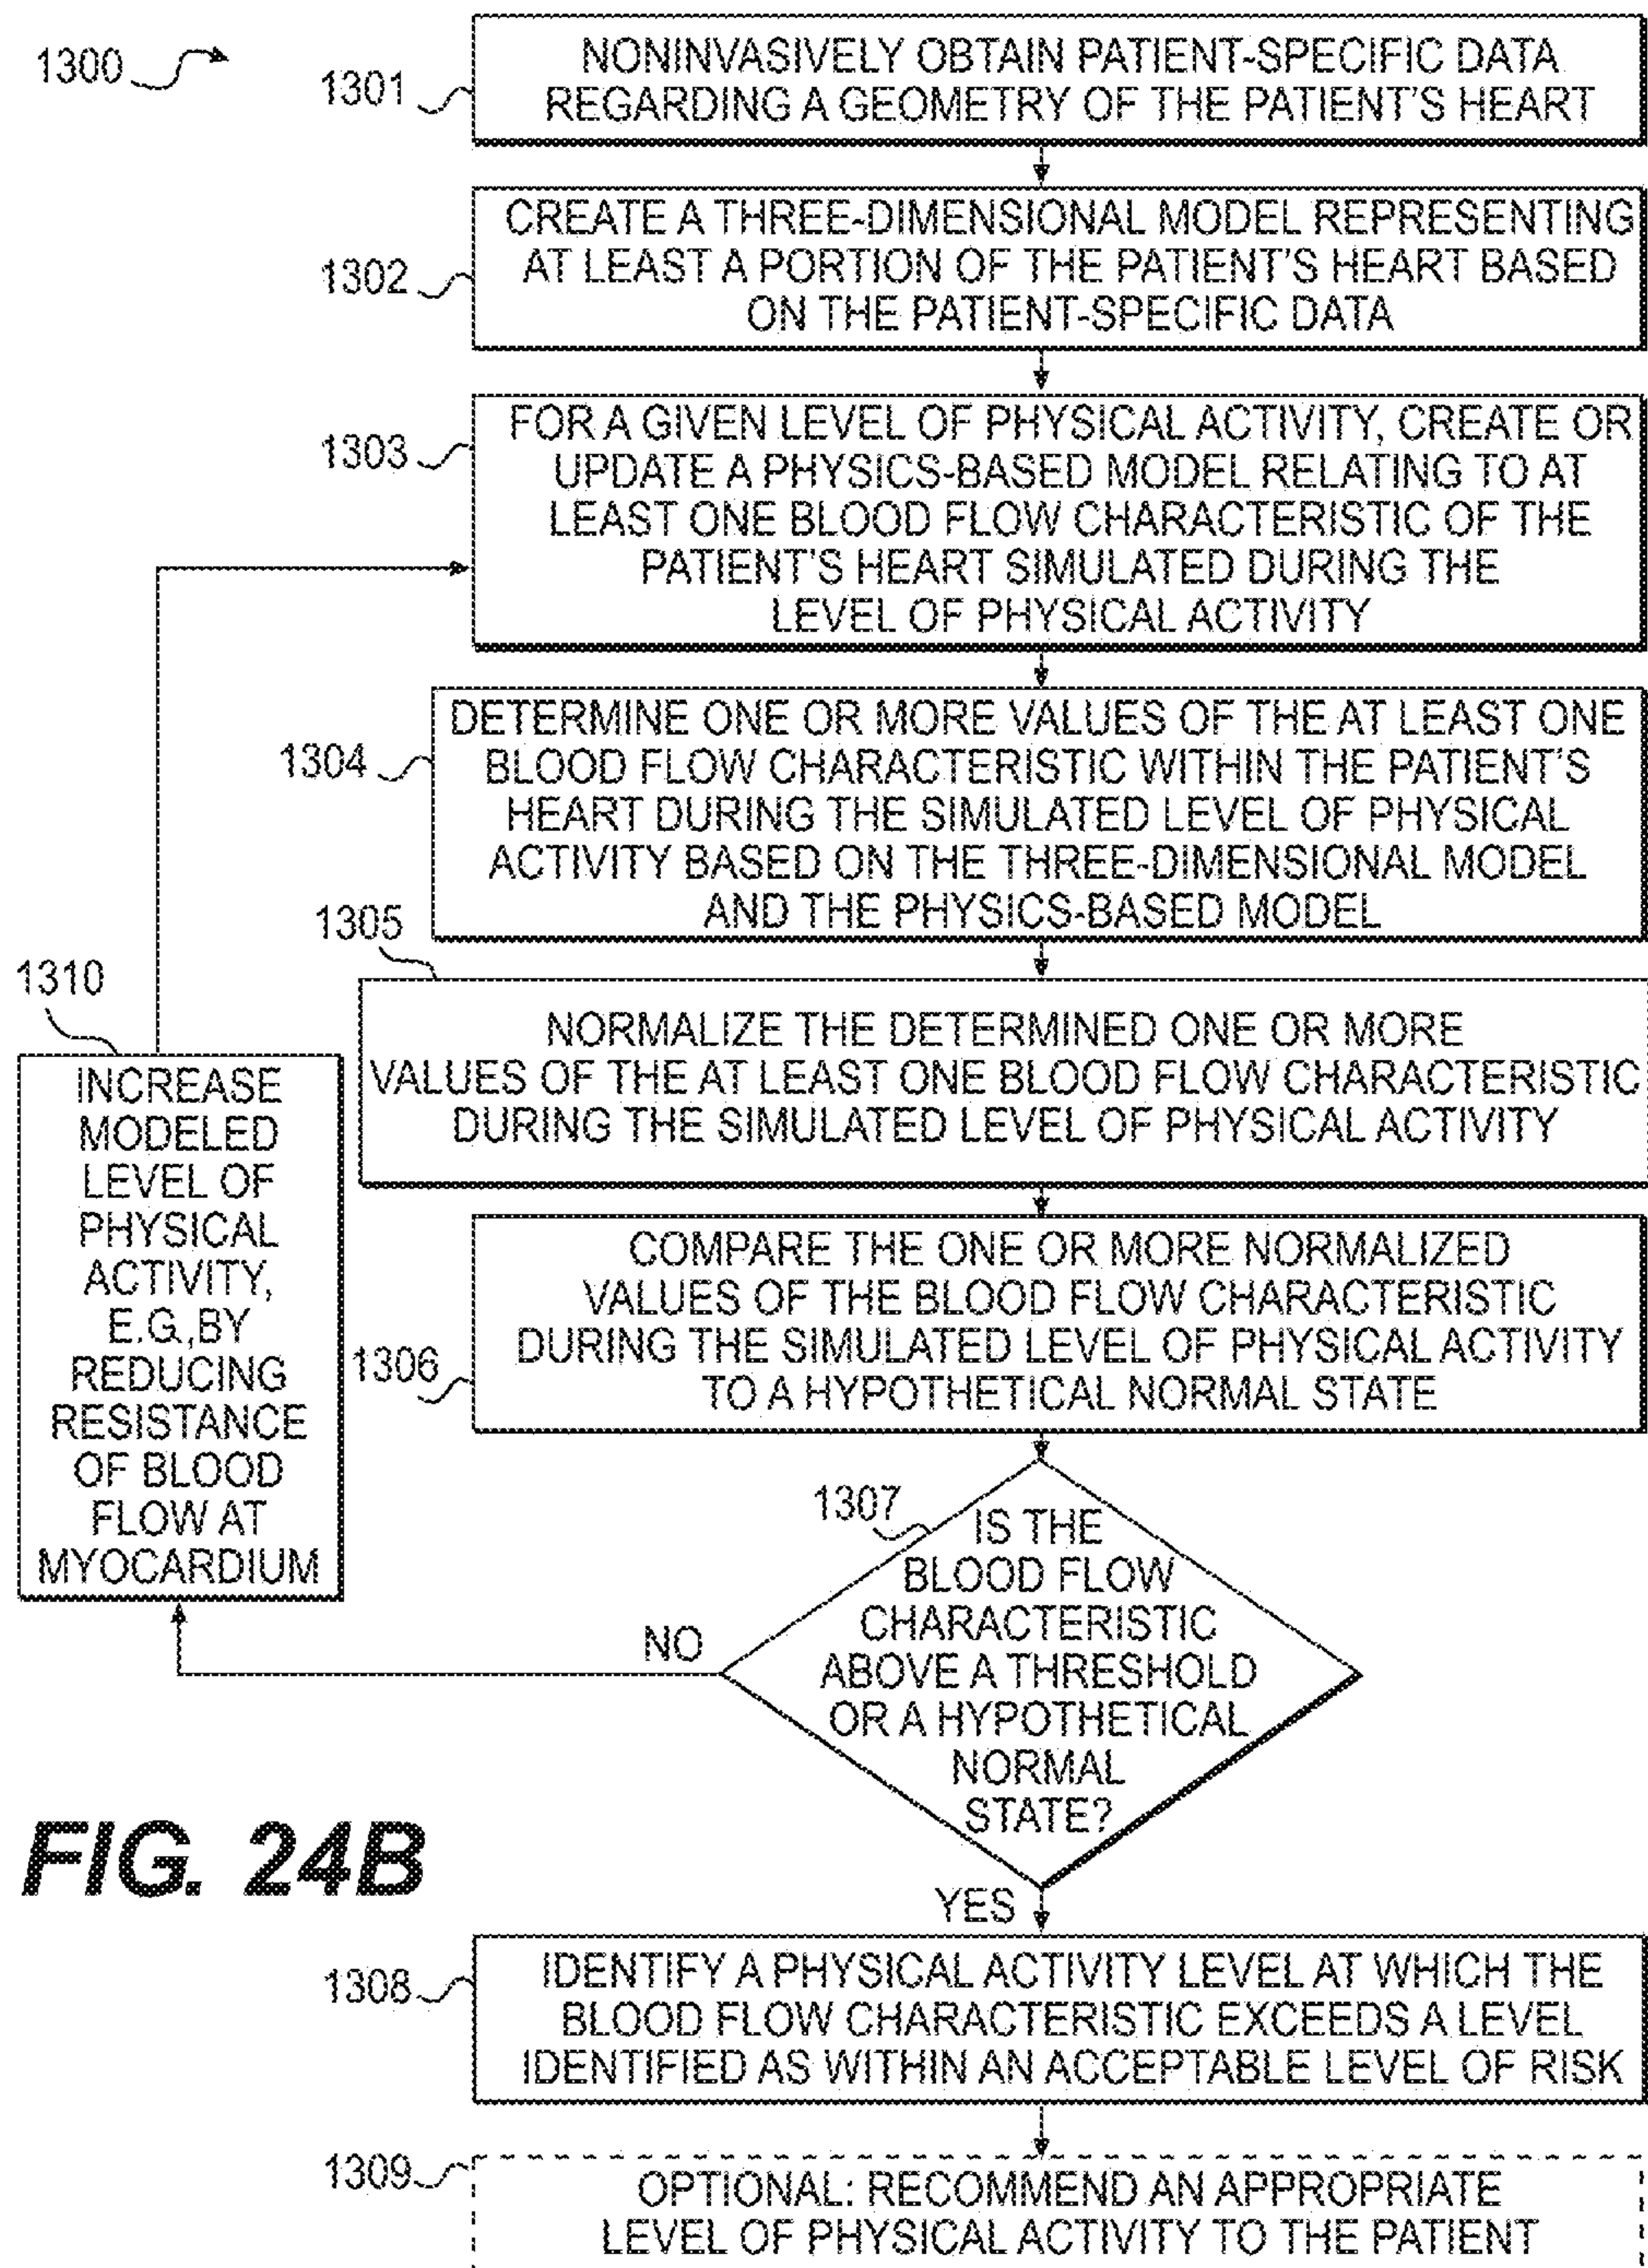 1300
1301
NONINVASIVELY OBTAIN PATIENT-SPECIFIC DATA
REGARDING A GEOMETRY OF THE PATIENT'S HEART
1302
CREATE A THREE-DIMENSIONAL MODEL REPRESENTING
AT LEAST A PORTION OF THE PATIENT'S HEART BASED
ON THE PATIENT-SPECIFIC DATA
1303
FOR A GIVEN LEVEL OF PHYSICAL ACTIVITY, CREATE OR
UPDATE A PHYSICS-BASED MODEL RELATING TO AT
LEAST ONE BLOOD FLOW CHARACTERISTIC OF THE
PATIENT'S HEART SIMULATED DURING THE
LEVEL OF PHYSICAL ACTIVITY
1304
DETERMINE ONE OR MORE VALUES OF THE AT LEAST ONE
BLOOD FLOW CHARACTERISTIC WITHIN THE PATIENT'S
HEART DURING THE SIMULATED LEVEL OF PHYSICAL
ACTIVITY BASED ON THE THREE-DIMENSIONAL MODEL
AND THE PHYSICS-BASED MODEL
1305
NORMALIZE THE DETERMINED ONE OR MORE
VALUES OF THE AT LEAST ONE BLOOD FLOW CHARACTERISTIC
DURING THE SIMULATED LEVEL OF PHYSICAL ACTIVITY
1310
INCREASE
MODELED
LEVEL OF
PHYSICAL
ACTIVITY,
E.G.,BY
REDUCING
RESISTANCE
OF BLOOD
FLOW AT
MYOCARDIUM
1306
COMPARE THE ONE OR MORE NORMALIZED
VALUES OF THE BLOOD FLOW CHARACTERISTIC
DURING THE SIMULATED LEVEL OF PHYSICAL ACTIVITY
TO A HYPOTHETICAL NORMAL STATE
1307
IS THE
BLOOD FLOW
CHARACTERISTIC
ABOVE A THRESHOLD
OR A HYPOTHETICAL
NORMAL
STATE?
NO
YES
FIG. 24B
1308
IDENTIFY A PHYSICAL ACTIVITY LEVEL AT WHICH THE
BLOOD FLOW CHARACTERISTIC EXCEEDS A LEVEL
IDENTIFIED AS WITHIN AN ACCEPTABLE LEVEL OF RISK
1309
OPTIONAL: RECOMMEND AN APPROPRIATE
LEVEL OF PHYSICAL ACTIVITY TO THE PATIENT